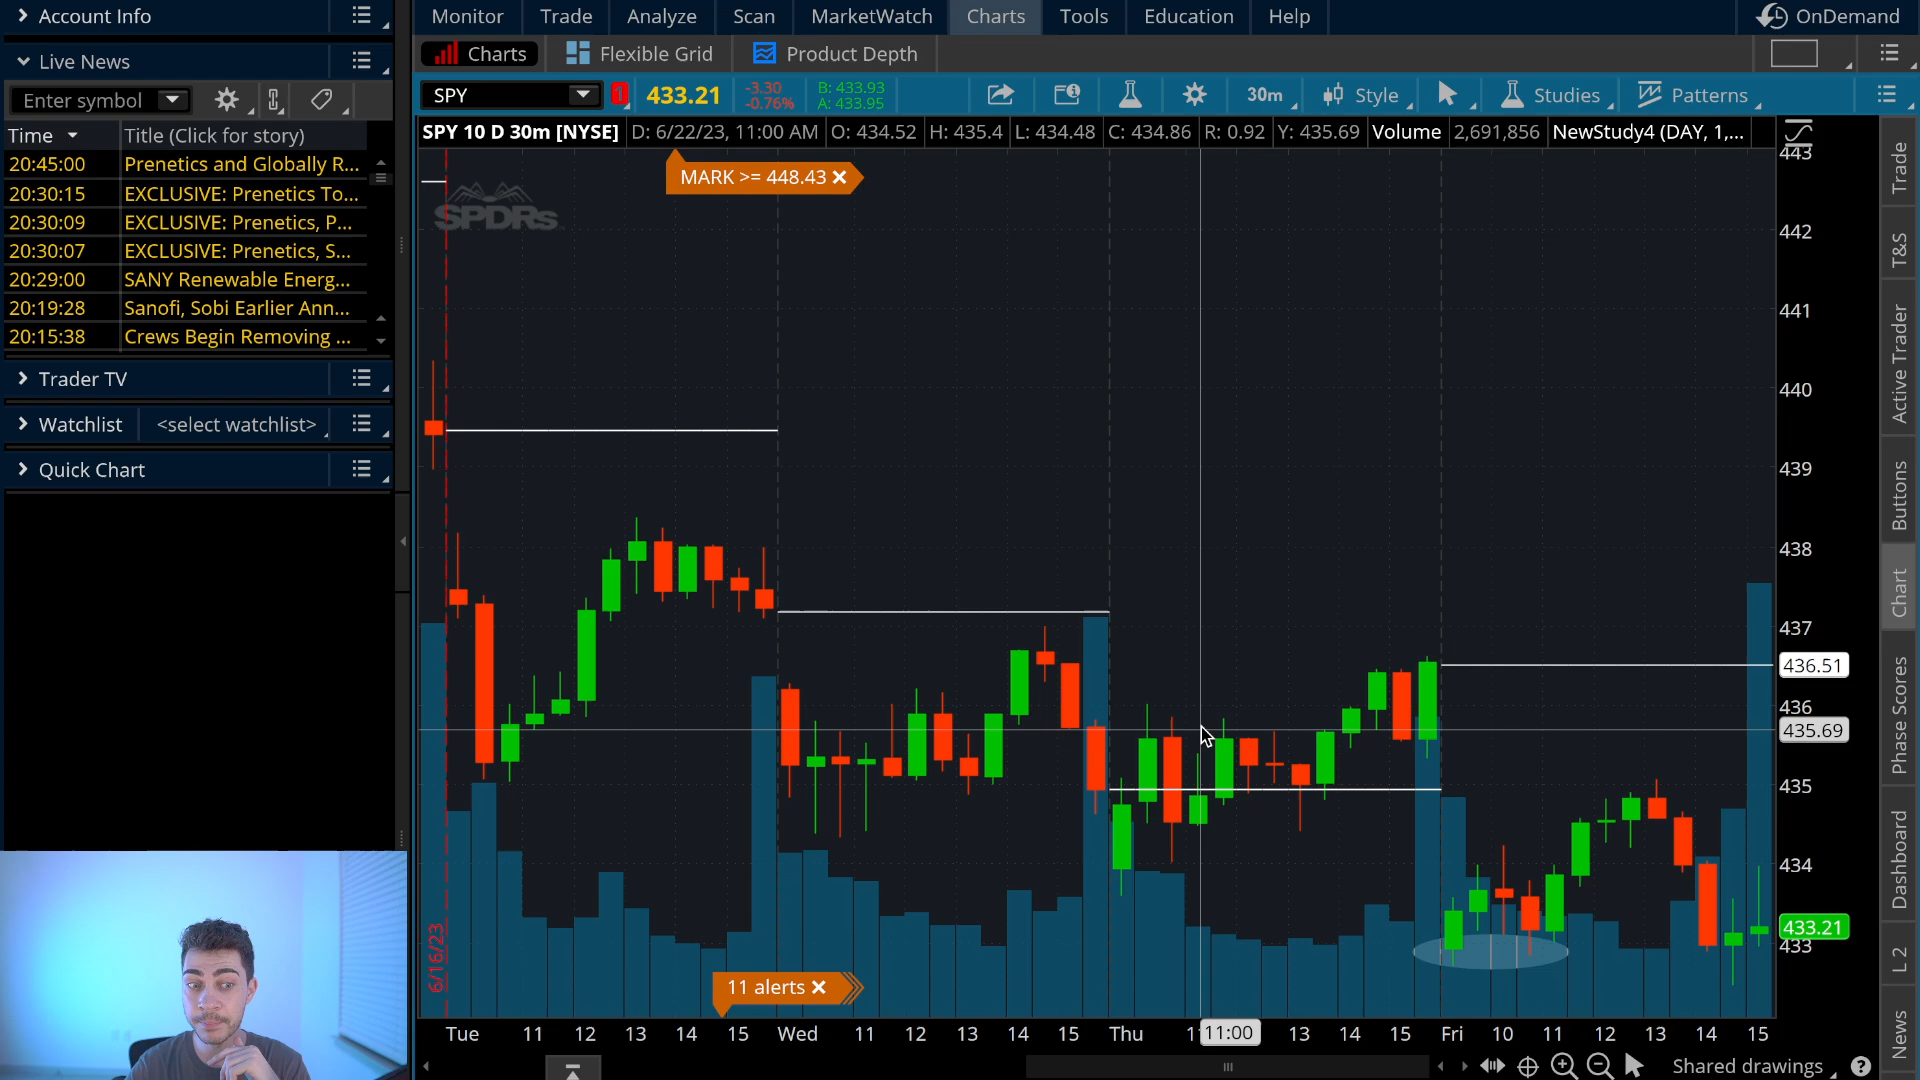 Account Info
Monitor Trade Analyze Scan MarketWatch Charts Tools Education Help OnDemand
Live News
Charts Flexible Grid Product Depth
Enter symbol
SPY 1 433.21 -3.30 -0.76% B: 433.93 A: 433.95 30m Style Studies Patterns
Time Title (Click for story)
SPY 10 D 30m [NYSE] D: 6/22/23, 11:00 AM O: 434.52 H: 435.4 L: 434.48 C: 434.86 R: 0.92 Y: 435.69 Volume 2,691,856 NewStudy4 (DAY, 1,...
20:45:00 Prenetics and Globally R...
20:30:15 EXCLUSIVE: Prenetics To...
20:30:09 EXCLUSIVE: Prenetics, P...
20:30:07 EXCLUSIVE: Prenetics, S...
20:29:00 SANY Renewable Energ...
20:19:28 Sanofi, Sobi Earlier Ann...
20:15:38 Crews Begin Removing ...
Trader TV
Watchlist <select watchlist>
Quick Chart
MARK >= 448.43
SPDRs
6/16/23
11 alerts
443
442
441
440
439
438
437
436.51
436
435.69
435
434
433.21
433
Tue 11 12 13 14 15 Wed 11 12 13 14 15 Thu 11:00 13 14 15 Fri 10 11 12 13 14 15
Shared drawings
Trade
T&S
Active Trader
Buttons
Chart
Phase Scores
Dashboard
L 2
News